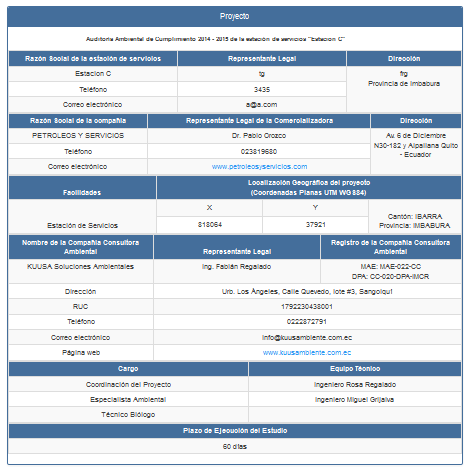 Proyecto
Auditoria Ambiental de Cumplimiento 2014 - 2015 de la estación de servicios "Estacion C"
Razón Social de la estación de servicios Representante Legal Dirección
Estacion C tg frg
Provincia de Imbabura
Teléfono 3435
Correo electrónico a@a.com
Razón Social de la compañía Representante Legal de la Comercializadora Dirección
PETROLEOS Y SERVICIOS Dr. Pablo Orozco Av. 6 de Diciembre
N30-182 y Alpallana Quito
- Ecuador
Teléfono 023819680
Correo electrónico www.petroleosyservicios.com
Facilidades Localización Geográfica del proyecto
(Coordenadas Planas UTM WG 884)
X Y
Estación de Servicios 818064 37921 Cantón: IBARRA
Provincia: IMBABURA
Nombre de la Compañía Consultora
Ambiental Representante Legal Registro de la Compañía Consultora
Ambiental
KUUSA Soluciones Ambientales Ing. Fabián Regalado MAE: MAE-022-CC
DPA: CC-020-DPA-IMCR
Dirección Urb. Los Ángeles, Calle Quevedo, lote #3, Sangolquí
RUC 1792230438001
Teléfono 0222872791
Correo electrónico info@kuusambiente.com.ec
Página web www.kuusambiente.com.ec
Cargo Equipo Técnico
Coordinación del Proyecto Ingeniero Rosa Regalado
Especialista Ambiental Ingeniero Miguel Grijalva
Técnico Biólogo
Plazo de Ejecución del Estudio
60 días